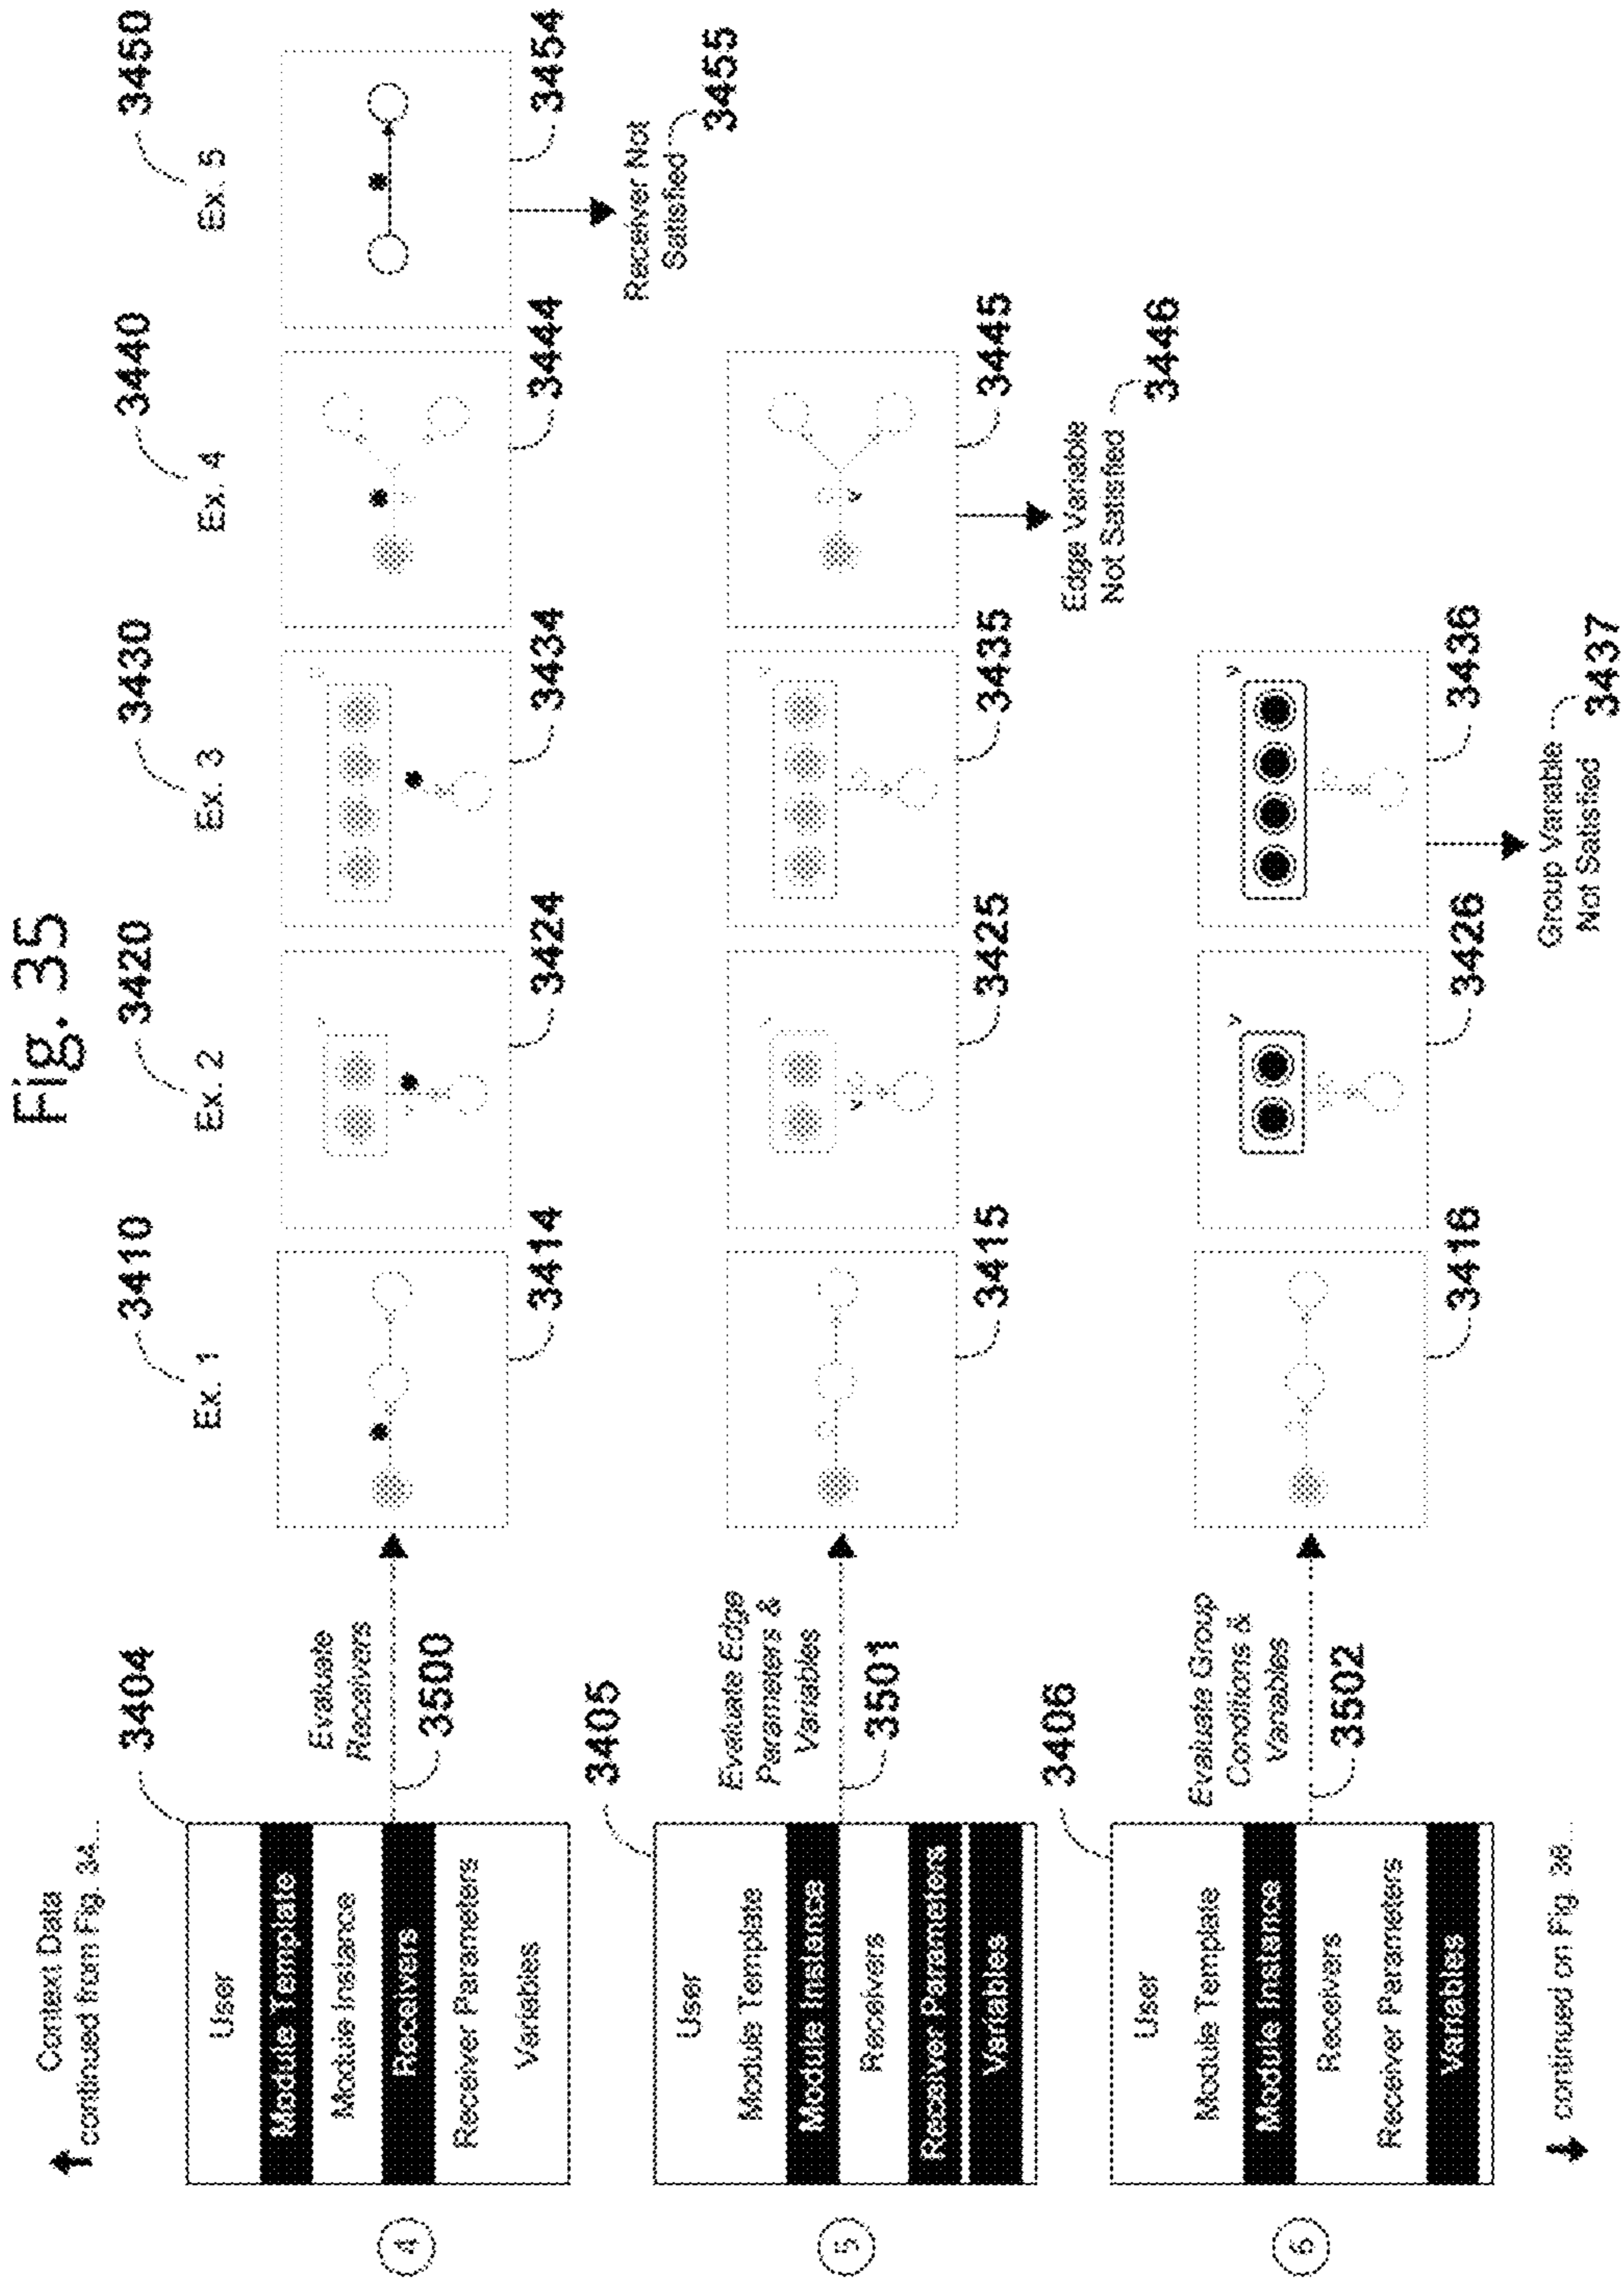 Fig. 35
Context Data
continued from Fig. 34...
3404
3410
3420
3430
3440
3450
Ex. 1
Ex. 2
Ex. 3
Ex. 4
Ex. 5
4
User
Module Template
Module Instance
Receivers
Receiver Parameters
Variables
Evaluate
Receivers
3500
3414
3424
3434
3444
3454
Receiver Not
Satisfied
3455
3405
5
User
Module Template
Module Instance
Receivers
Receiver Parameters
Variables
Evaluate Edge
Parameters &
Variables
3501
3415
3425
3435
3445
Edge Variable
Not Satisfied
3446
3406
6
User
Module Template
Module Instance
Receivers
Receiver Parameters
Variables
Evaluate Group
Conditions &
Variables
3502
3416
3426
3436
Group Variable
Not Satisfied
3437
continued on Fig. 36...